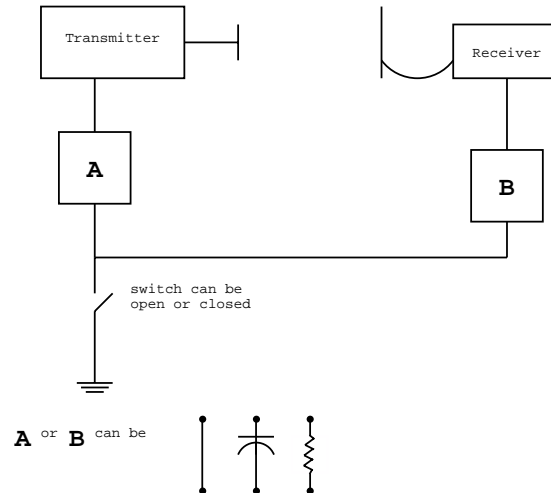 Transmitter
Receiver
A
B
switch can be
open or closed
A or B can be